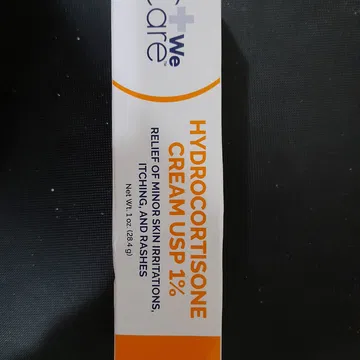 We
care™
HYDROCORTISONE
CREAM USP 1%
RELIEF OF MINOR SKIN IRRITATIONS,
ITCHING, AND RASHES
Net Wt. 1 oz. (28.4 g)